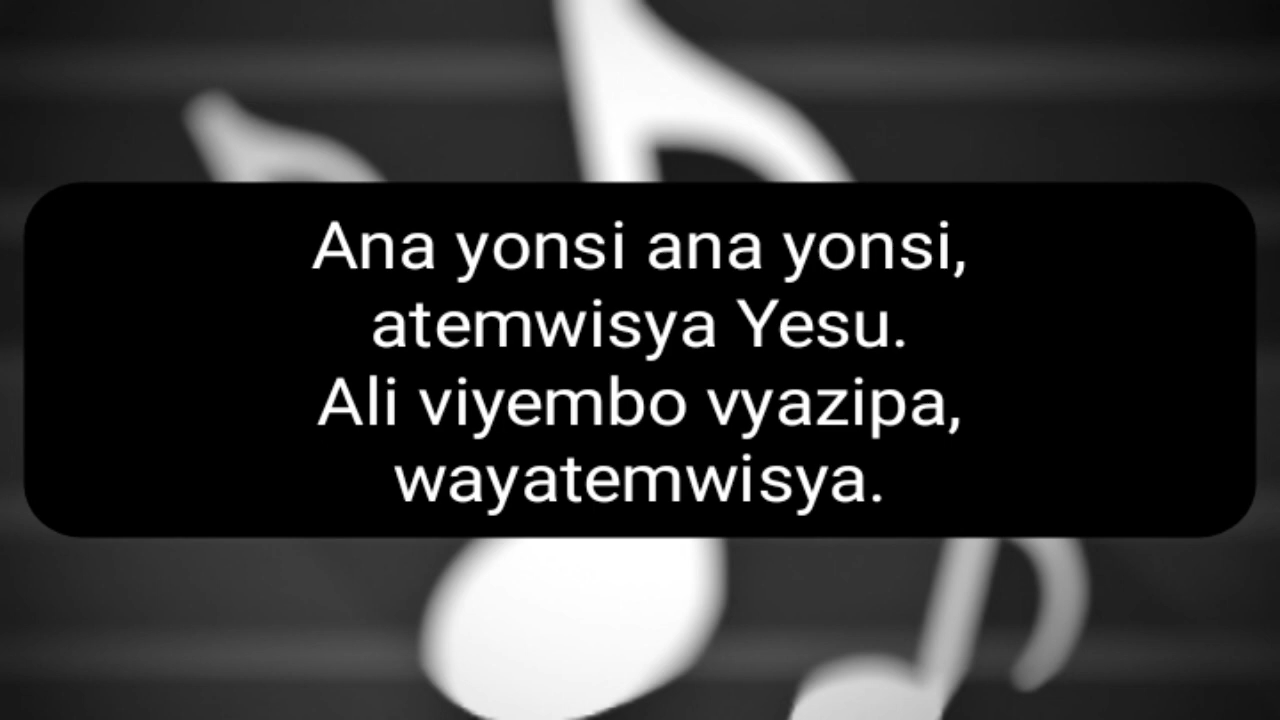 Ana yonsi ana yonsi,
atemwisya Yesu.
Ali viyembo vyazipa,
wayatemwisya.